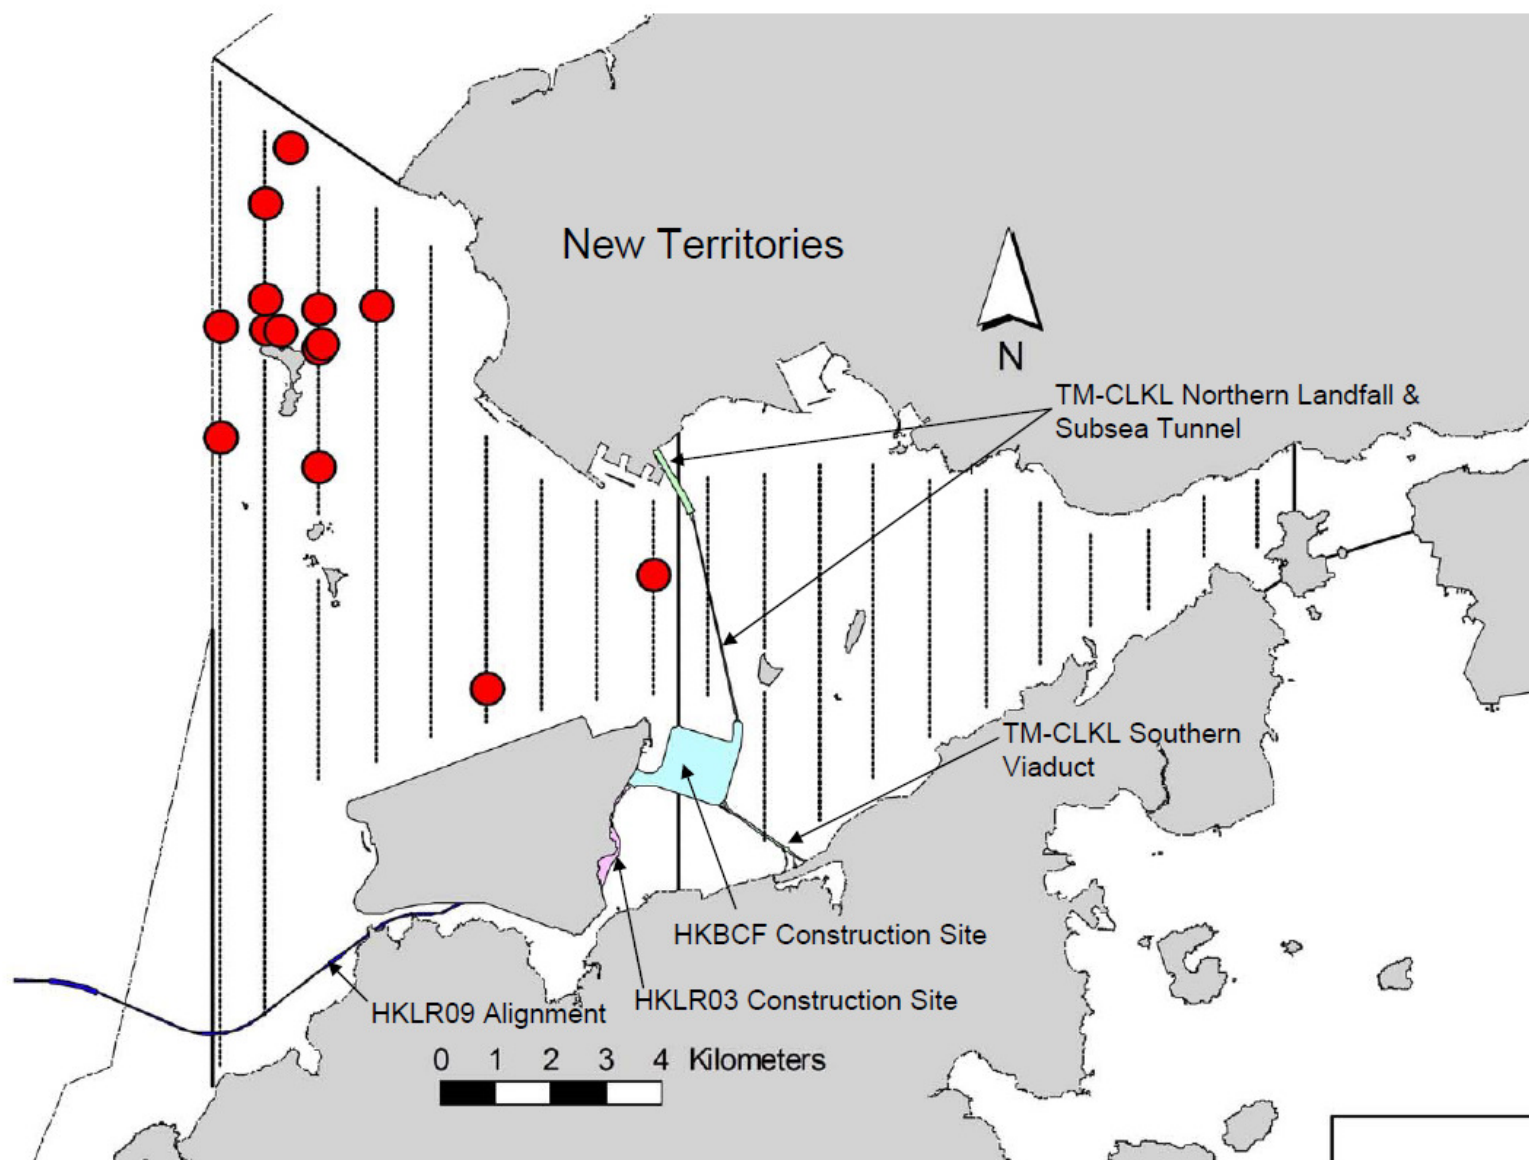 New Territories
N
TM-CLKL Northern Landfall &
Subsea Tunnel
TM-CLKL Southern
Viaduct
HKBCF Construction Site
HKLR03 Construction Site
HKLR09 Alignment
0 1 2 3 4 Kilometers